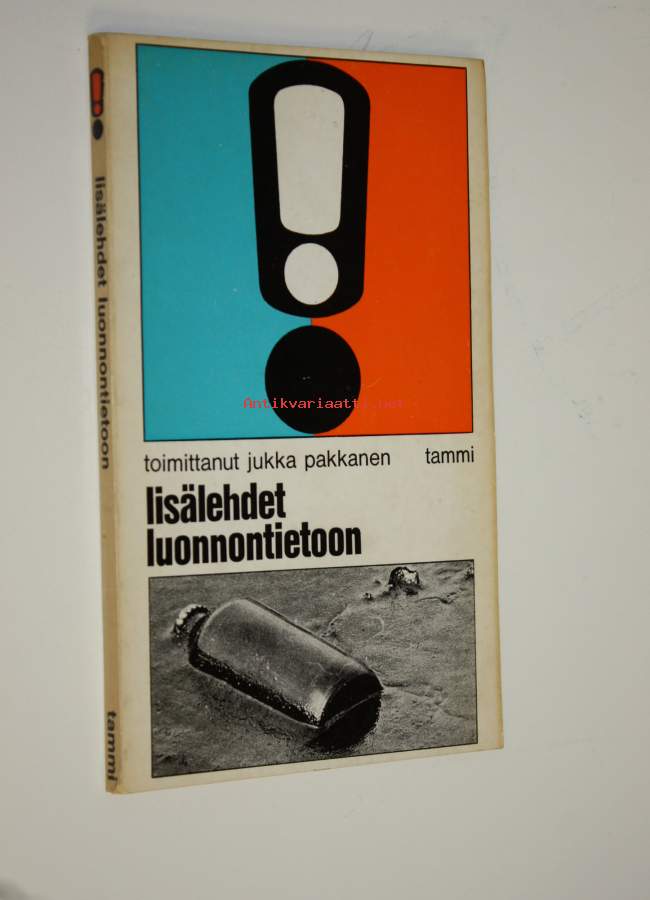 lisälehdet luonnontietoon
tammi
Antikvariaatti.net
toimittanut jukka pakkanen tammi
lisälehdet
luonnontietoon